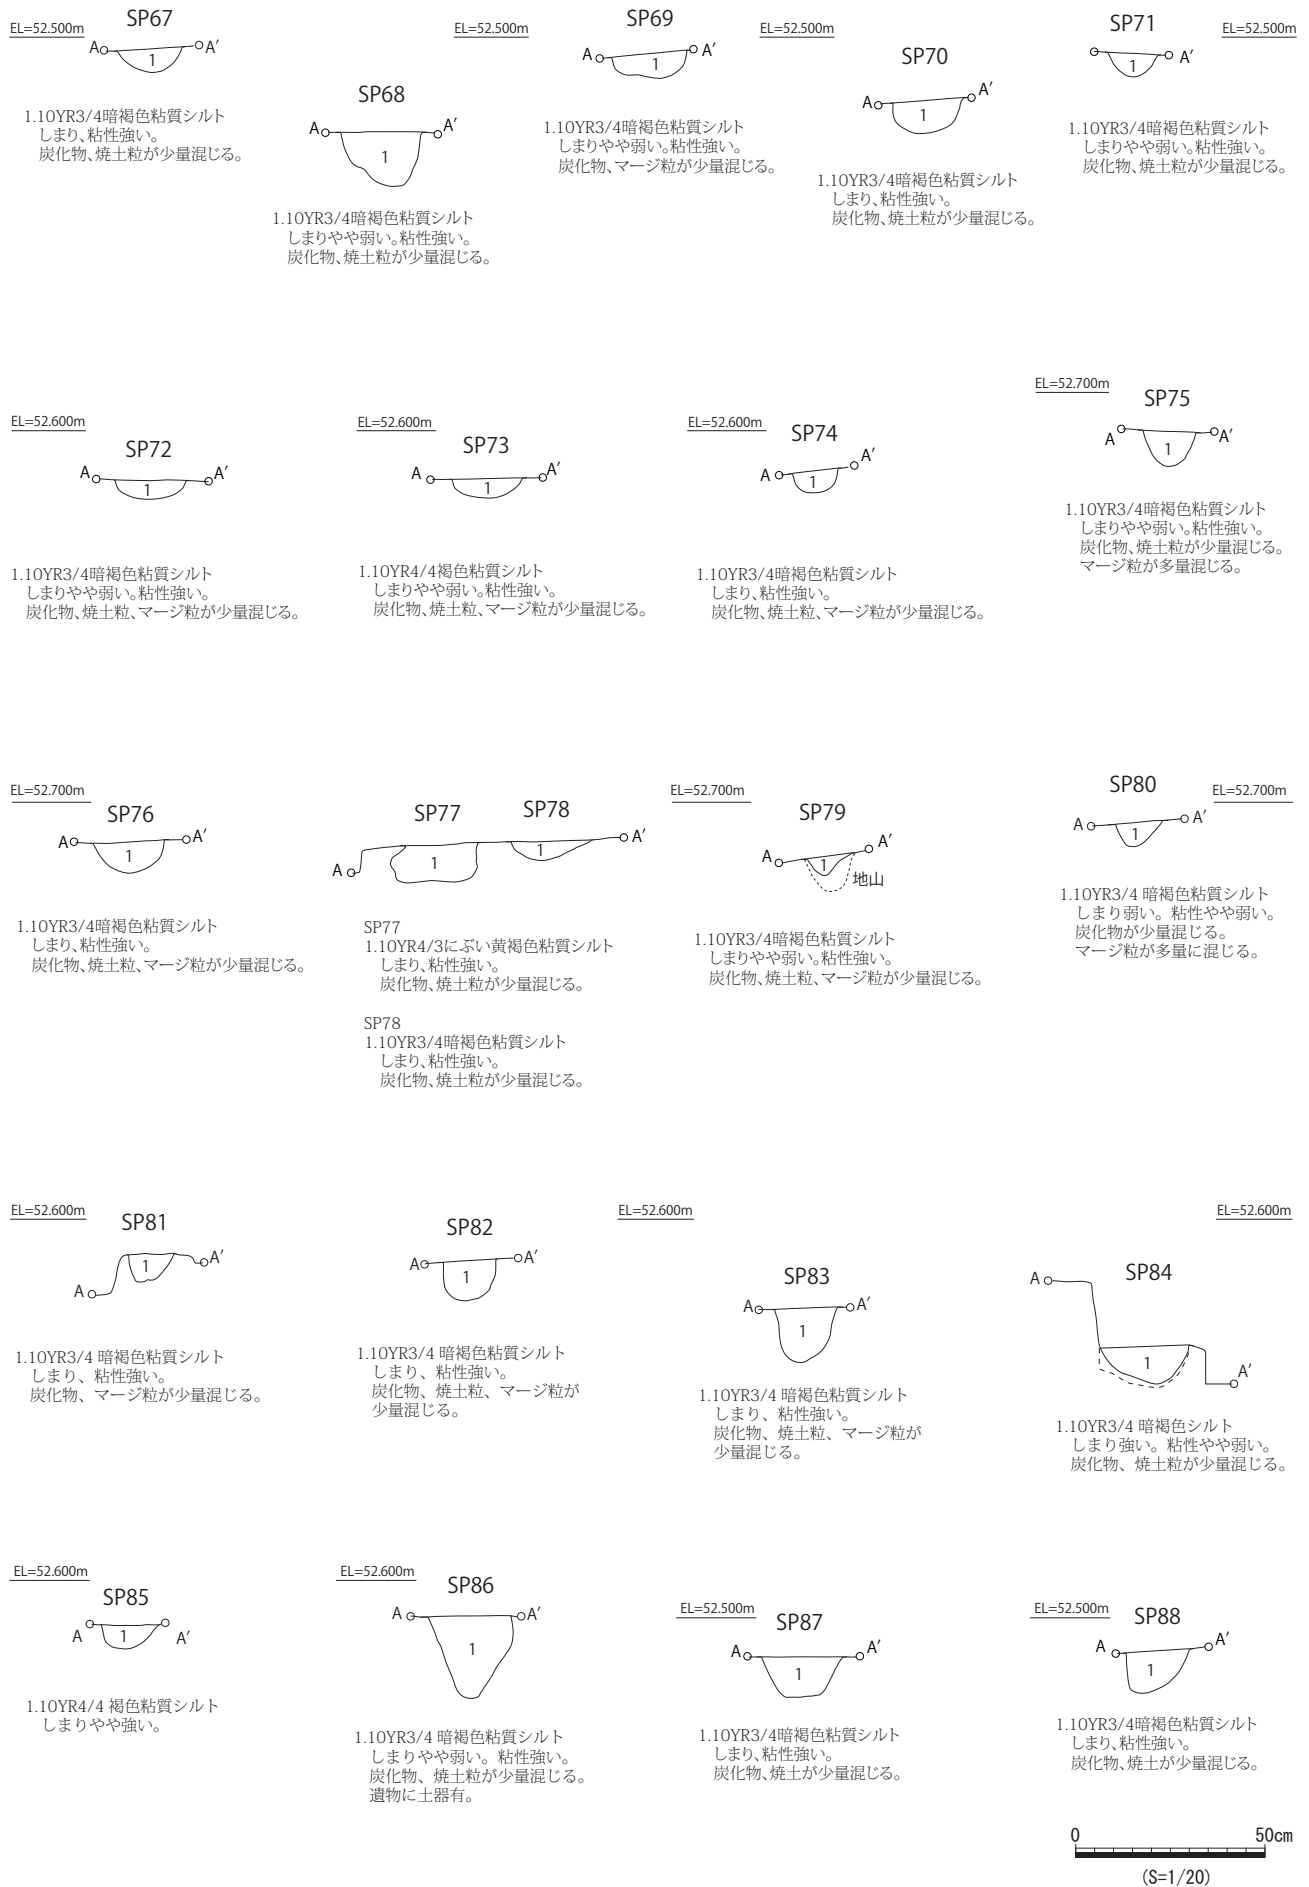 EL=52.500m
SP67
A
A′
1
1.10YR3/4暗褐色粘質シルト
しまり、粘性強い。
炭化物、焼土粒が少量混じる。
SP68
A
A′
1
1.10YR3/4暗褐色粘質シルト
しまりやや弱い。粘性強い。
炭化物、焼土粒が少量混じる。
EL=52.500m
SP69
A
A′
1
1.10YR3/4暗褐色粘質シルト
しまりやや弱い。粘性強い。
炭化物、マージ粒が少量混じる。
EL=52.500m
SP70
A
A′
1
1.10YR3/4暗褐色粘質シルト
しまり、粘性強い。
炭化物、焼土粒が少量混じる。
SP71
EL=52.500m
A′
1
1.10YR3/4暗褐色粘質シルト
しまりやや弱い。粘性強い。
炭化物、焼土粒が少量混じる。
EL=52.600m
SP72
A
A′
1
1.10YR3/4暗褐色粘質シルト
しまりやや弱い。粘性強い。
炭化物、焼土粒、マージ粒が少量混じる。
EL=52.600m
SP73
A
A′
1
1.10YR4/4褐色粘質シルト
しまりやや弱い。粘性強い。
炭化物、焼土粒、マージ粒が少量混じる。
EL=52.600m
SP74
A
A′
1
1.10YR3/4暗褐色粘質シルト
しまり、粘性強い。
炭化物、焼土粒、マージ粒が少量混じる。
EL=52.700m
SP75
A
A′
1
1.10YR3/4暗褐色粘質シルト
しまりやや弱い。粘性強い。
炭化物、焼土粒が少量混じる。
マージ粒が多量混じる。
EL=52.700m
SP76
A
A′
1
1.10YR3/4暗褐色粘質シルト
しまり、粘性強い。
炭化物、焼土粒、マージ粒が少量混じる。
SP77
SP78
A
A′
1
1
SP77
1.10YR4/3にぶい黄褐色粘質シルト
しまり、粘性強い。
炭化物、焼土粒が少量混じる。
SP78
1.10YR3/4暗褐色粘質シルト
しまり、粘性強い。
炭化物、焼土粒が少量混じる。
EL=52.700m
SP79
A
A′
1
地山
1.10YR3/4暗褐色粘質シルト
しまりやや弱い。粘性強い。
炭化物、焼土粒、マージ粒が少量混じる。
SP80
EL=52.700m
A
A′
1
1.10YR3/4 暗褐色粘質シルト
しまり弱い。粘性やや弱い。
炭化物が少量混じる。
マージ粒が多量に混じる。
EL=52.600m
SP81
A
A′
1
1.10YR3/4 暗褐色粘質シルト
しまり、粘性強い。
炭化物、マージ粒が少量混じる。
SP82
A
A′
1
1.10YR3/4 暗褐色粘質シルト
しまり、粘性強い。
炭化物、焼土粒、マージ粒が
少量混じる。
EL=52.600m
SP83
A
A′
1
1.10YR3/4 暗褐色粘質シルト
しまり、粘性強い。
炭化物、焼土粒、マージ粒が
少量混じる。
EL=52.600m
SP84
A
A′
1
1.10YR3/4 暗褐色シルト
しまり強い。粘性やや弱い。
炭化物、焼土粒が少量混じる。
EL=52.600m
SP85
A
A′
1
1.10YR4/4 褐色粘質シルト
しまりやや強い。
EL=52.600m
SP86
A
A′
1
1.10YR3/4 暗褐色粘質シルト
しまりやや弱い。粘性強い。
炭化物、焼土粒が少量混じる。
遺物に土器有。
EL=52.500m
SP87
A
A′
1
1.10YR3/4暗褐色粘質シルト
しまり、粘性強い。
炭化物、焼土が少量混じる。
EL=52.500m
SP88
A
A′
1
1.10YR3/4暗褐色粘質シルト
しまり、粘性強い。
炭化物、焼土が少量混じる。
0 50cm
(S=1/20)